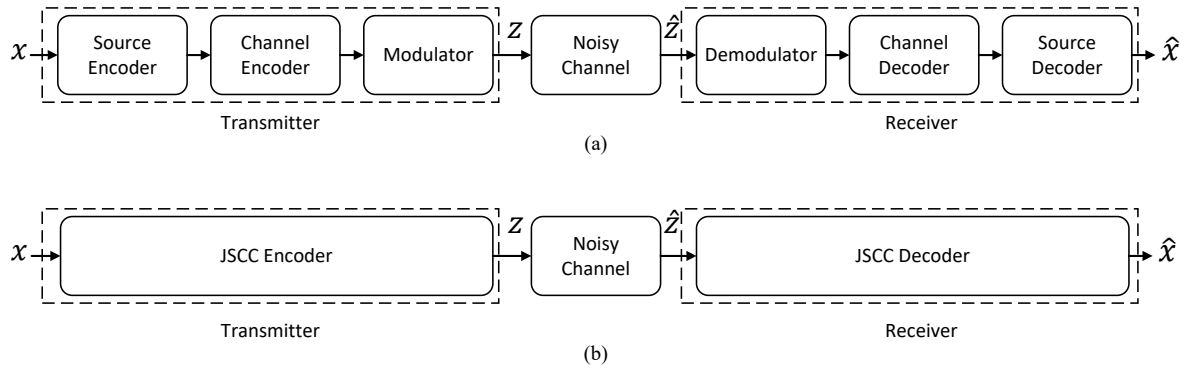 x
Source
Encoder
Channel
Encoder
Modulator
z
Noisy
Channel
ẑ
Demodulator
Channel
Decoder
Source
Decoder
x̂
Transmitter
Receiver
(a)
x
JSCC Encoder
z
Noisy
Channel
ẑ
JSCC Decoder
x̂
Transmitter
Receiver
(b)